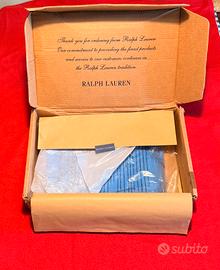 Thank you for ordering from Ralph Lauren.
Our commitment to providing the finest products
and service to our customers continues in
the Ralph Lauren tradition.
RALPH LAUREN
subito